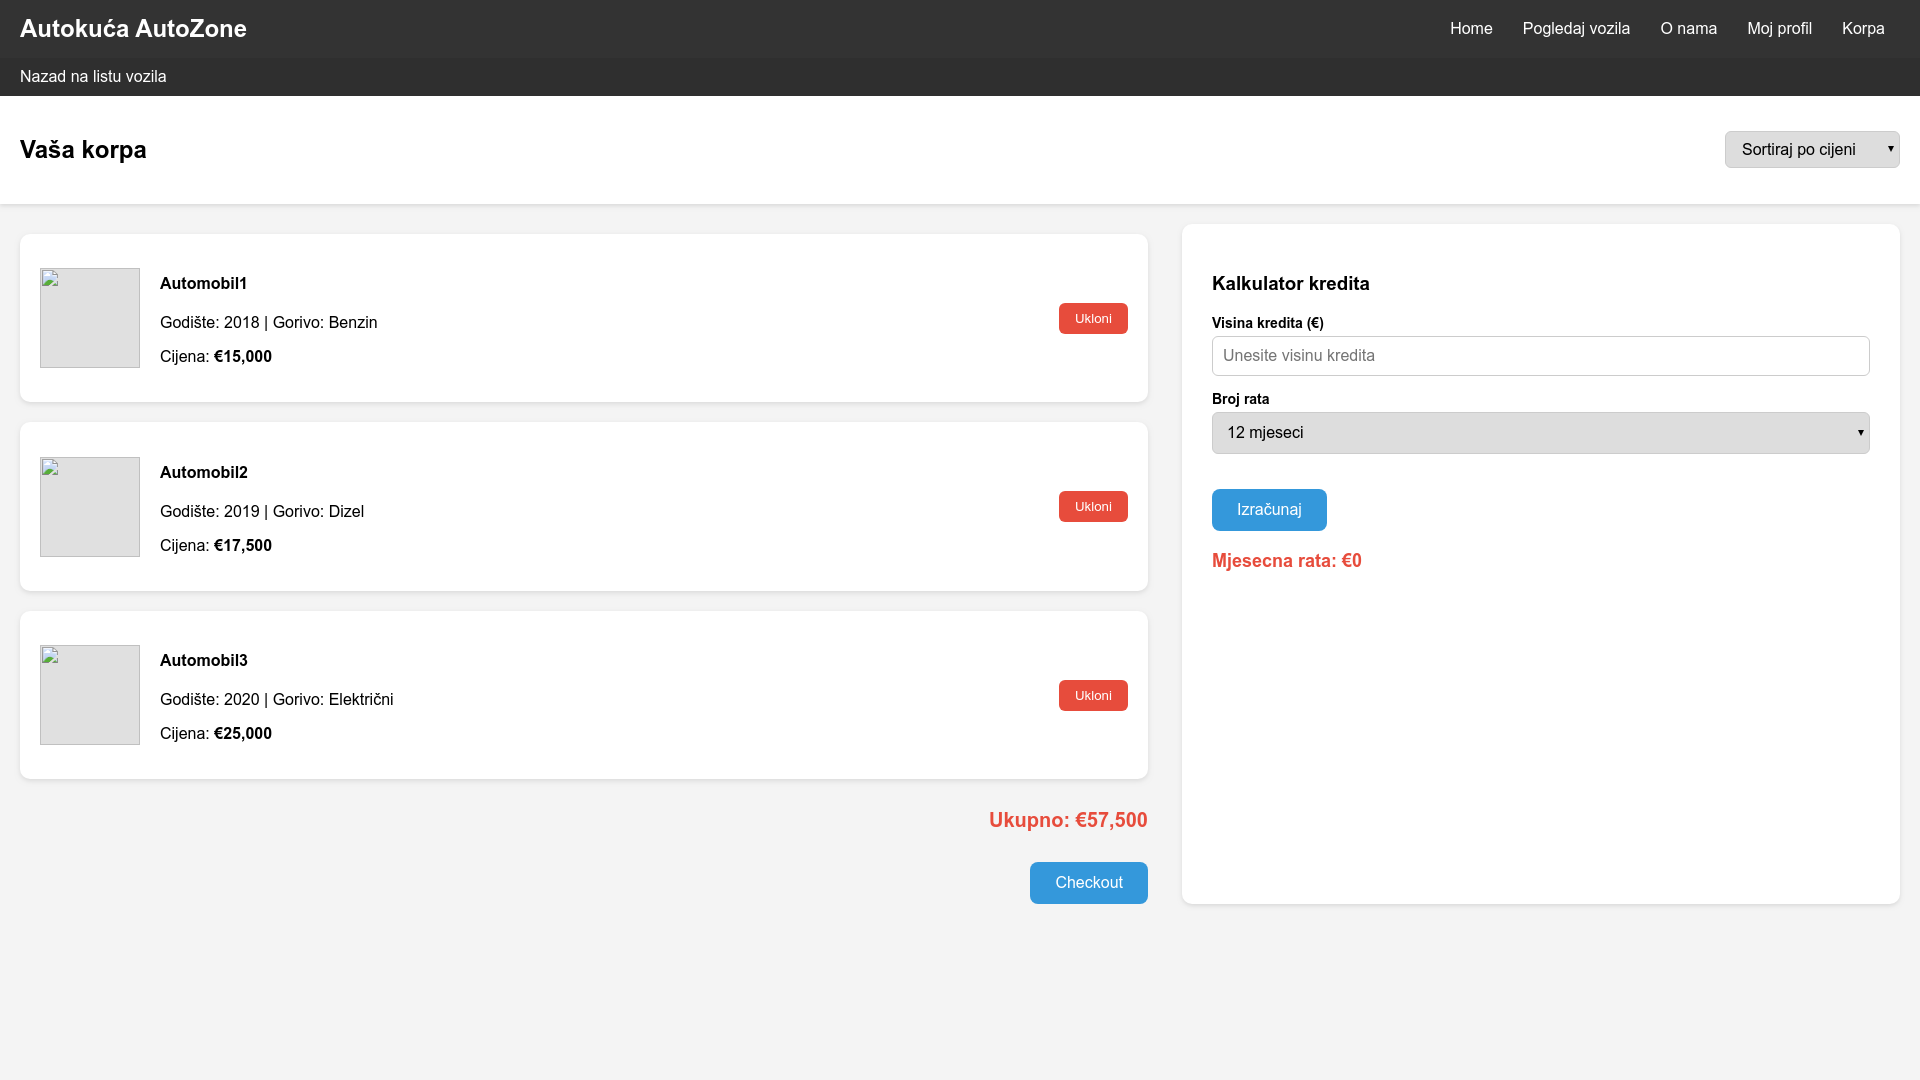 Autokuća AutoZone
Home Pogledaj vozila O nama Moj profil Korpa
Nazad na listu vozila
Vaša korpa
Sortiraj po cijeni
Automobil1
Godište: 2018 | Gorivo: Benzin
Cijena: €15,000
Ukloni
Automobil2
Godište: 2019 | Gorivo: Dizel
Cijena: €17,500
Ukloni
Automobil3
Godište: 2020 | Gorivo: Električni
Cijena: €25,000
Ukloni
Ukupno: €57,500
Checkout
Kalkulator kredita
Visina kredita (€)
Unesite visinu kredita
Broj rata
12 mjeseci
Izračunaj
Mjesecna rata: €0